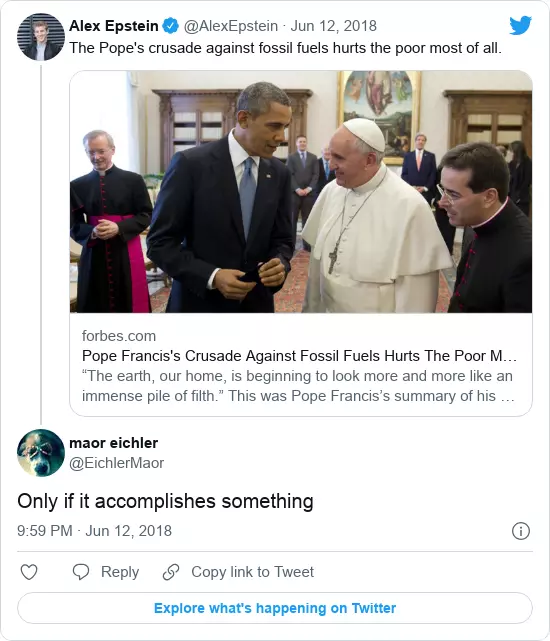 Alex Epstein @AlexEpstein · Jun 12, 2018
The Pope's crusade against fossil fuels hurts the poor most of all.
forbes.com
Pope Francis's Crusade Against Fossil Fuels Hurts The Poor M…
“The earth, our home, is beginning to look more and more like an
immense pile of filth.” This was Pope Francis’s summary of his …
maor eichler
@EichlerMaor
Only if it accomplishes something
9:59 PM · Jun 12, 2018
Reply Copy link to Tweet
Explore what's happening on Twitter